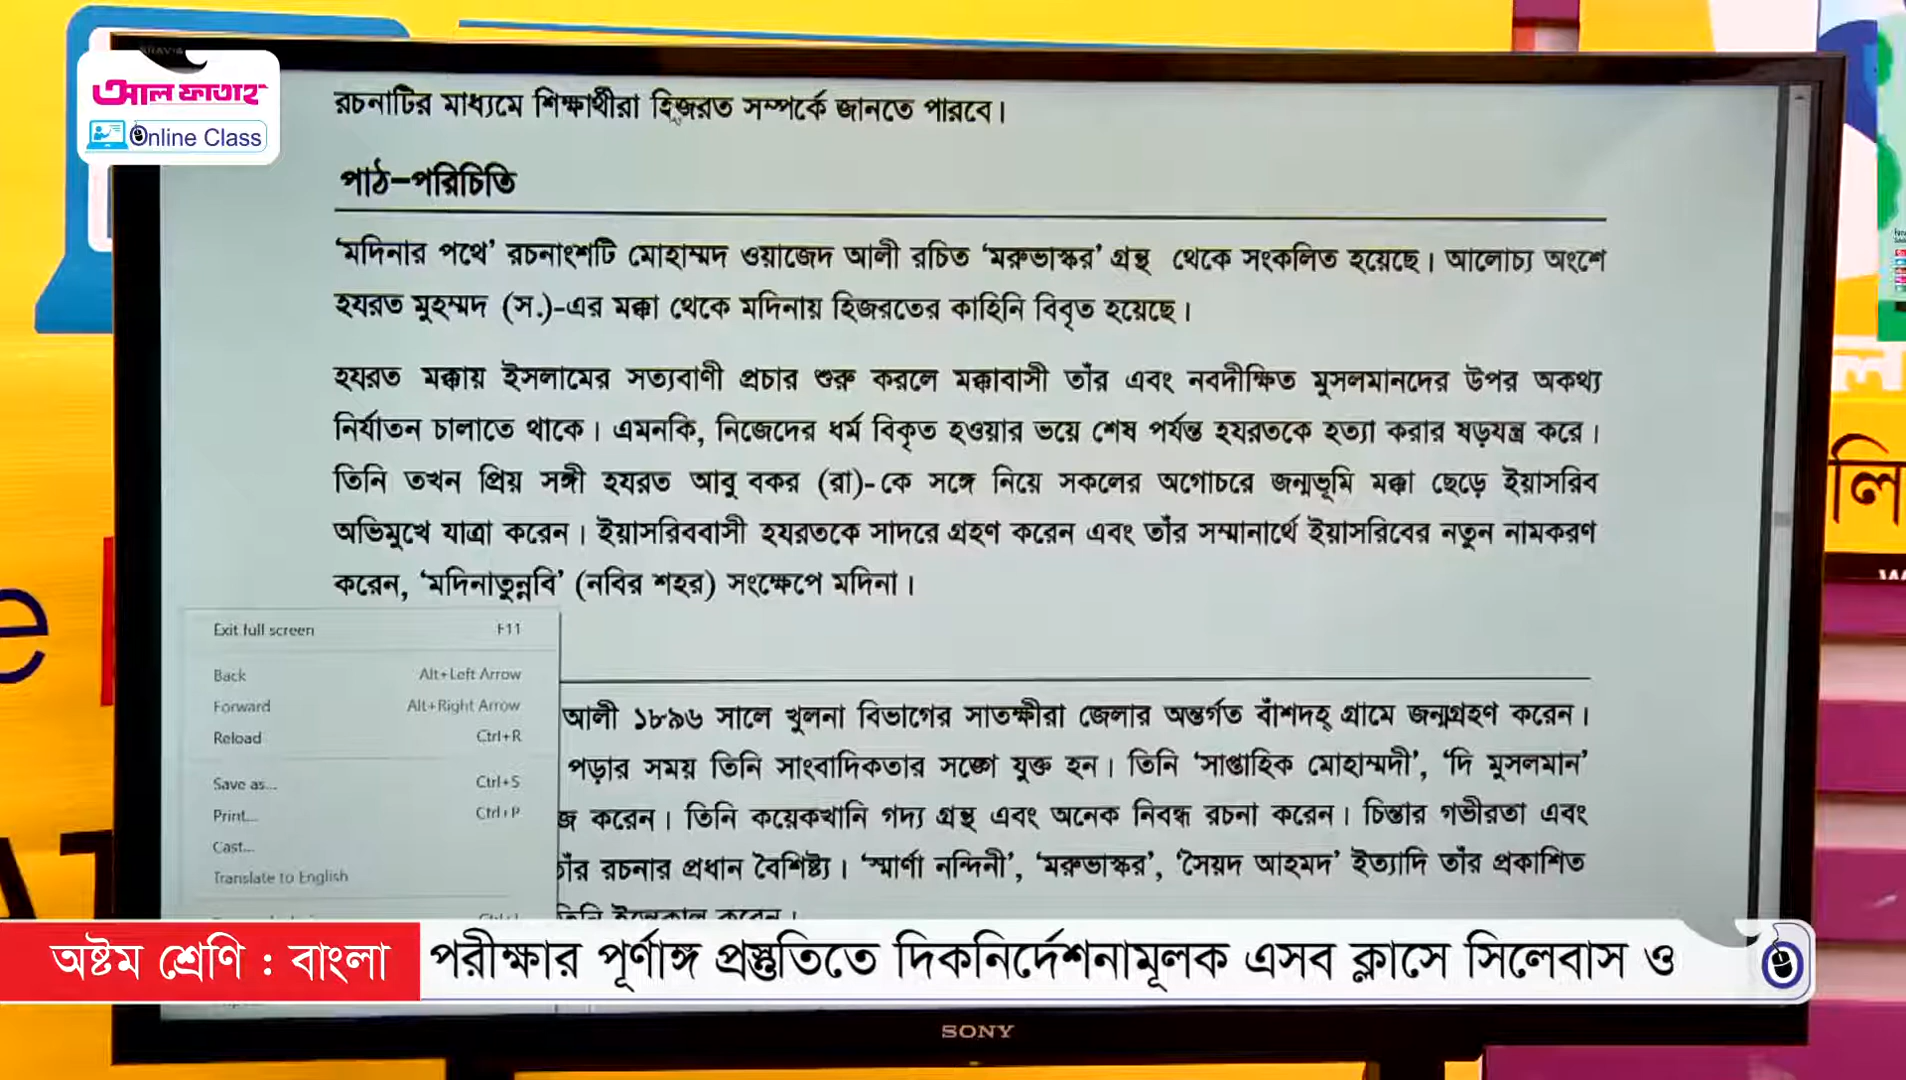 BRAVIA
আল ফাতাহ
Online Class
রচনাটির মাধ্যমে শিক্ষার্থীরা হিজরত সম্পর্কে জানতে পারবে।
পাঠ-পরিচিতি
‘মদিনার পথে’ রচনাংশটি মোহাম্মদ ওয়াজেদ আলী রচিত ‘মরুভাস্কর’ গ্রন্থ থেকে সংকলিত হয়েছে। আলোচ্য অংশে
হযরত মুহম্মদ (স.)-এর মক্কা থেকে মদিনায় হিজরতের কাহিনি বিবৃত হয়েছে।
হযরত মক্কায় ইসলামের সত্যবাণী প্রচার শুরু করলে মক্কাবাসী তাঁর এবং নবদীক্ষিত মুসলমানদের উপর অকথ্য
নির্যাতন চালাতে থাকে। এমনকি, নিজেদের ধর্ম বিকৃত হওয়ার ভয়ে শেষ পর্যন্ত হযরতকে হত্যা করার ষড়যন্ত্র করে।
তিনি তখন প্রিয় সঙ্গী হযরত আবু বকর (রা)-কে সঙ্গে নিয়ে সকলের অগোচরে জন্মভূমি মক্কা ছেড়ে ইয়াসরিব
অভিমুখে যাত্রা করেন। ইয়াসরিববাসী হযরতকে সাদরে গ্রহণ করেন এবং তাঁর সম্মানার্থে ইয়াসরিবের নতুন নামকরণ
করেন, ‘মদিনাতুন্নবি’ (নবির শহর) সংক্ষেপে মদিনা।
Exit full screen F11
Back Alt+Left Arrow
Forward Alt+Right Arrow
Reload Ctrl+R
Save as... Ctrl+S
Print... Ctrl+P
Cast...
Translate to English
আলী ১৮৯৬ সালে খুলনা বিভাগের সাতক্ষীরা জেলার অন্তর্গত বাঁশদহ্ গ্রামে জন্মগ্রহণ করেন।
পড়ার সময় তিনি সাংবাদিকতার সঙ্গে যুক্ত হন। তিনি ‘সাপ্তাহিক মোহাম্মদী’, ‘দি মুসলমান’
জ করেন। তিনি কয়েকখানি গদ্য গ্রন্থ এবং অনেক নিবন্ধ রচনা করেন। চিন্তার গভীরতা এবং
তাঁর রচনার প্রধান বৈশিষ্ট্য। ‘স্মার্ণা নন্দিনী’, ‘মরুভাস্কর’, ‘সৈয়দ আহমদ’ ইত্যাদি তাঁর প্রকাশিত
তিনি ইন্তেকাল করেন।
অষ্টম শ্রেণি : বাংলা
পরীক্ষার পূর্ণাঙ্গ প্রস্তুতিতে দিকনির্দেশনামূলক এসব ক্লাসে সিলেবাস ও
SONY